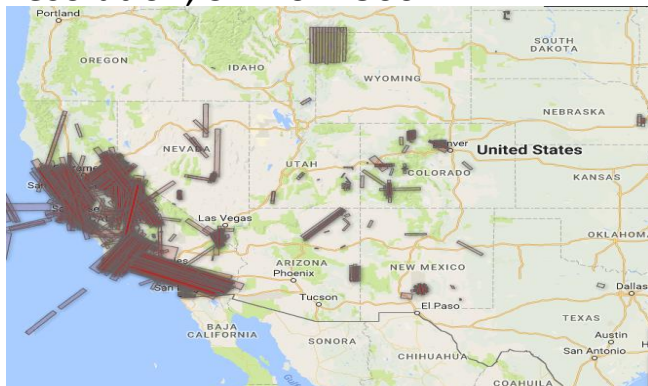 Portland
OREGON
IDAHO
WYOMING
SOUTH
DAKOTA
NEBRASKA
NEVADA
UTAH
COLORADO
United States
KANSAS
Las Vegas
ARIZONA
Phoenix
NEW MEXICO
OKLAHOM
Tucson
El Paso
Dallas
TEXAS
BAJA
CALIFORNIA
SONORA
CHIHUAHUA
Austin
San Antonio
COAHUILA